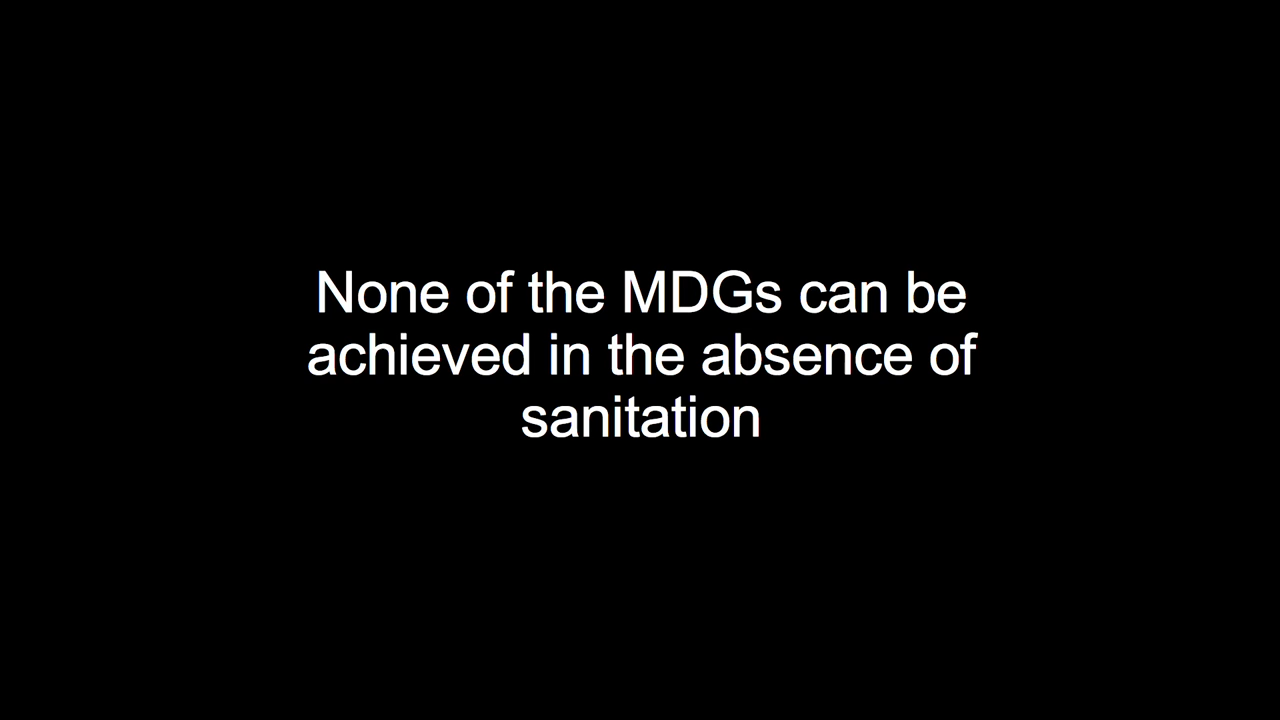 None of the MDGs can be
achieved in the absence of
sanitation